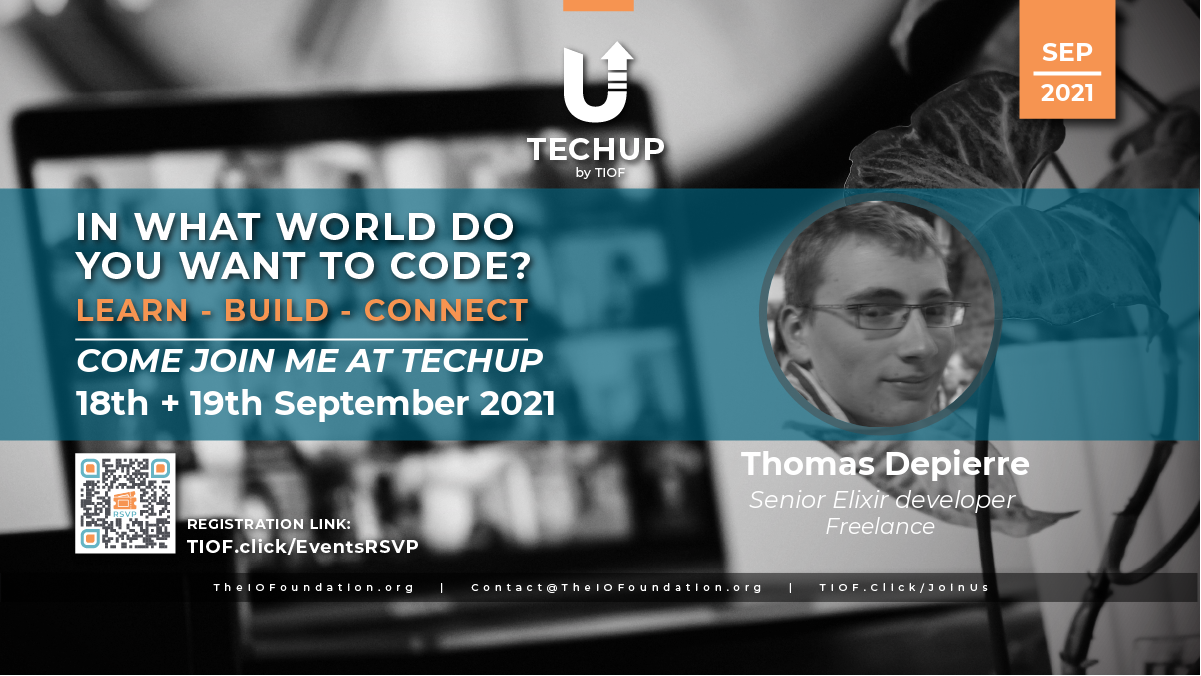 SEP
2021
TECHUP
by TIOF
IN WHAT WORLD DO
YOU WANT TO CODE?
LEARN - BUILD - CONNECT
COME JOIN ME AT TECHUP
18th + 19th September 2021
Thomas Depierre
Senior Elixir developer
Freelance
RSVP
REGISTRATION LINK:
TIOF.click/EventsRSVP
TheIOFoundation.org | Contact@TheIOFoundation.org | TIOF.Click/JoinUs